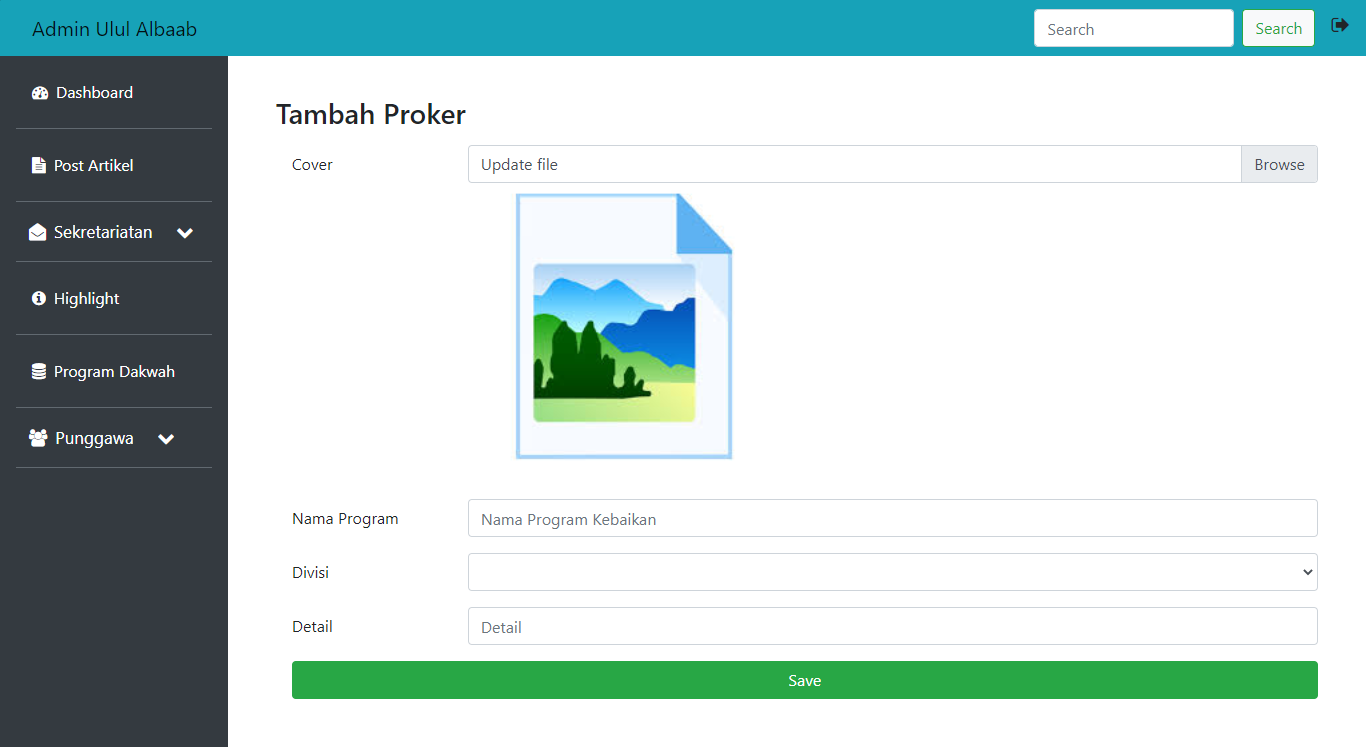 Admin Ulul Albaab
Search
Search
Dashboard
Post Artikel
Sekretariatan
Highlight
Program Dakwah
Punggawa
Tambah Proker
Cover
Update file
Browse
Nama Program
Nama Program Kebaikan
Divisi
Detail
Detail
Save